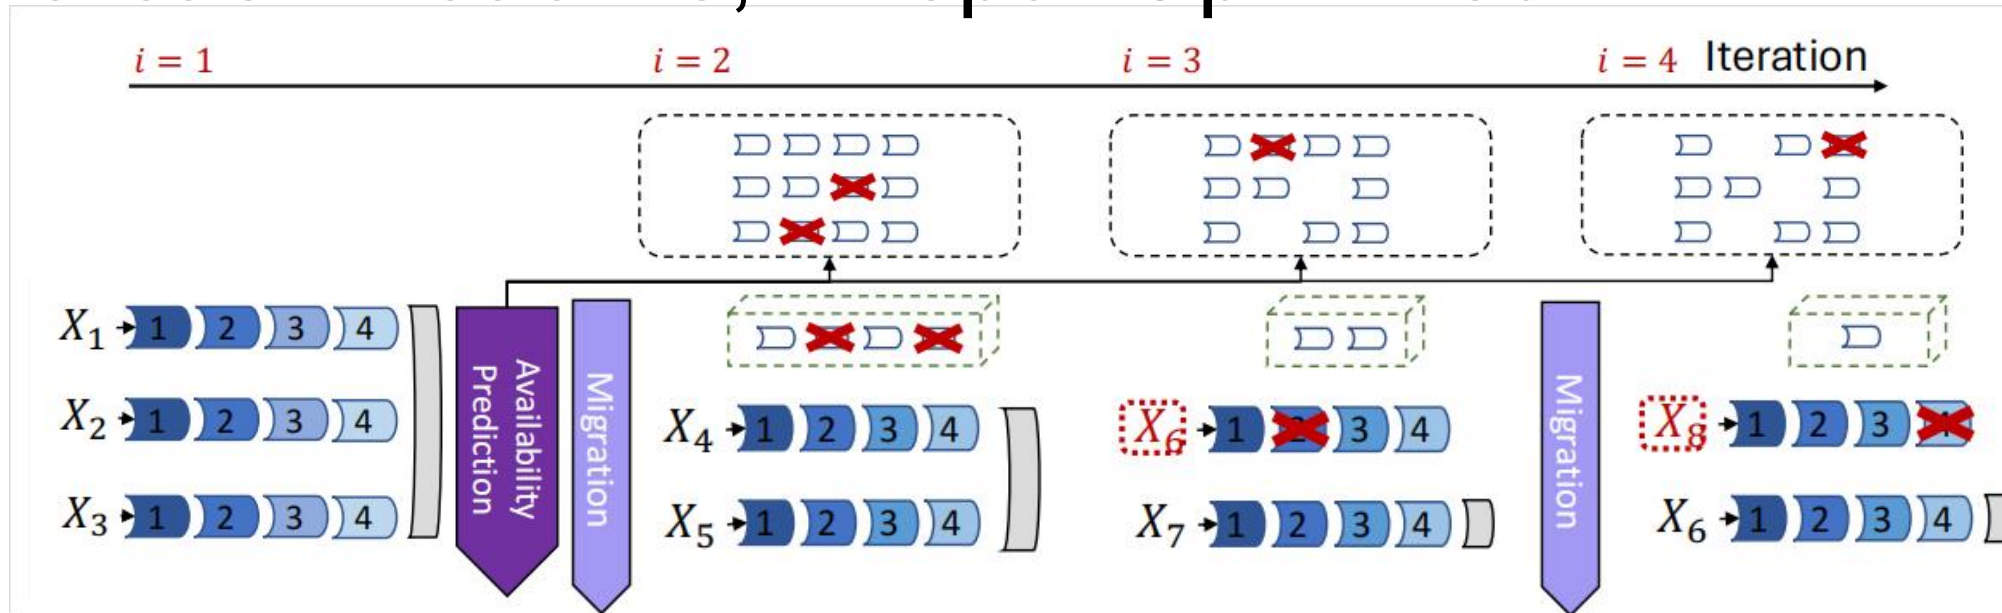 i = 1 i = 2 i = 3 i = 4 Iteration
X₁ 1 2 3 4
X₂ 1 2 3 4
X₃ 1 2 3 4
Availability
Prediction
Migration
X₄ 1 2 3 4
X₅ 1 2 3 4
X₆ 1 2 3 4
X₇ 1 2 3 4
Migration
X₈ 1 2 3 4
X₆ 1 2 3 4